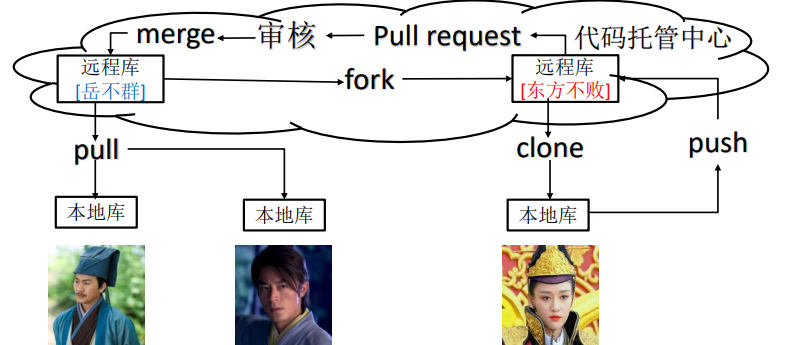 merge 审核 Pull request 代码托管中心
远程库
[岳不群]
fork
远程库
[东方不败]
pull
clone
push
本地库
本地库
本地库